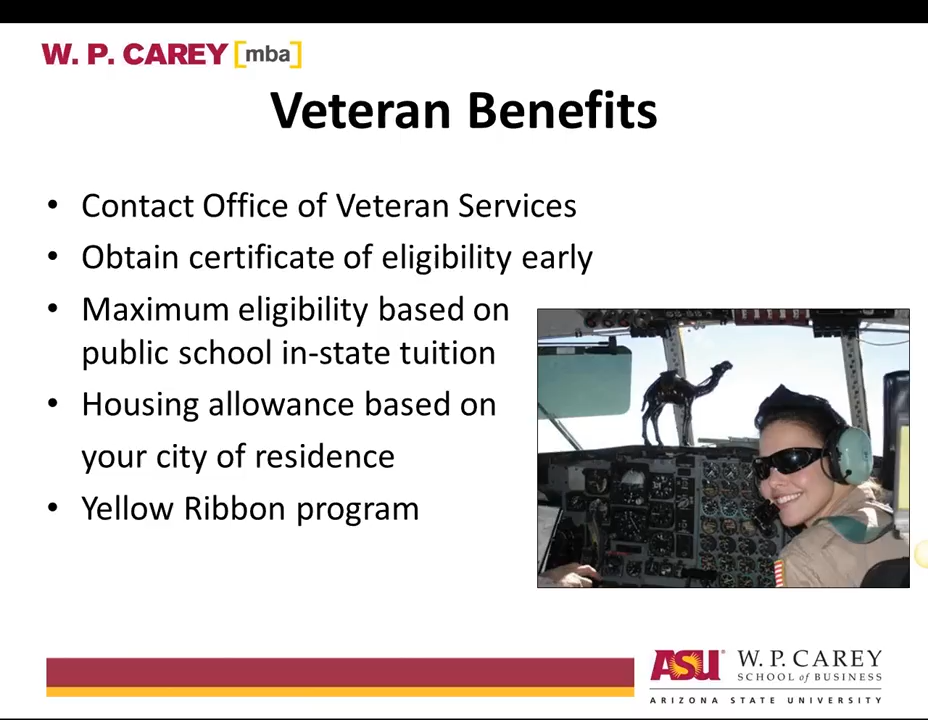 W. P. CAREY [mba]
Veteran Benefits
• Contact Office of Veteran Services
• Obtain certificate of eligibility early
• Maximum eligibility based on
public school in-state tuition
• Housing allowance based on
your city of residence
• Yellow Ribbon program
ASU W. P. CAREY
SCHOOL of BUSINESS
ARIZONA STATE UNIVERSITY